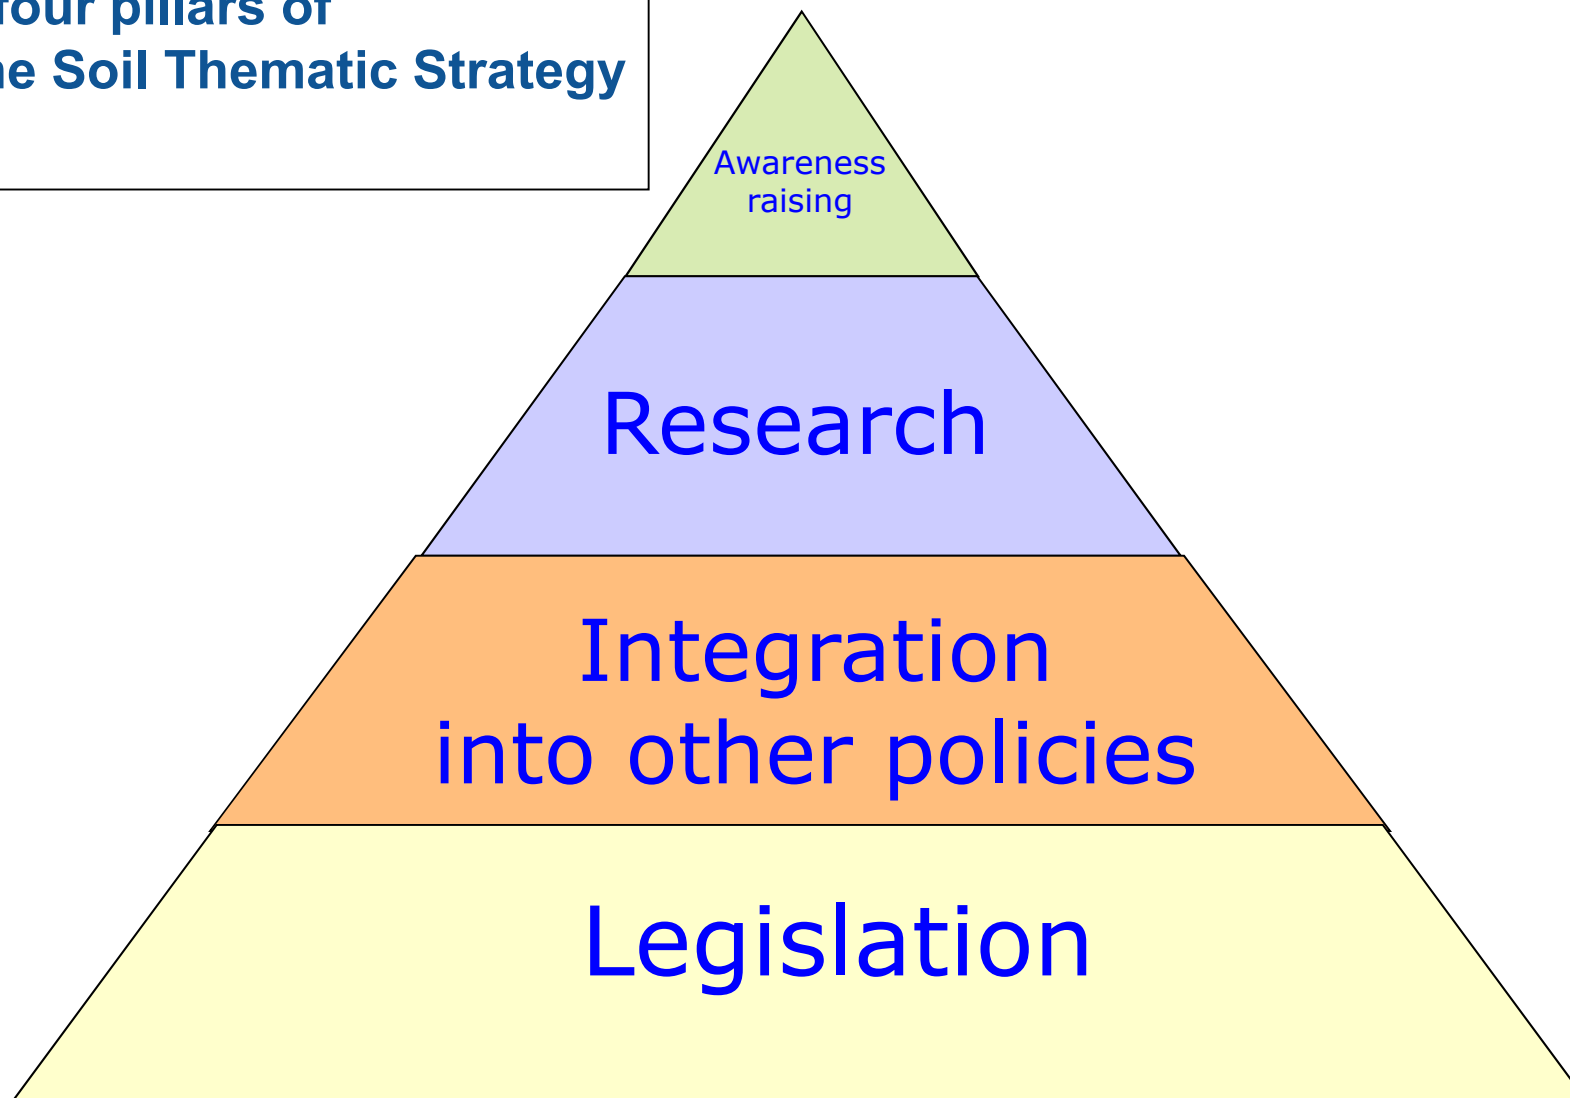 four pillars of
he Soil Thematic Strategy
Awareness
raising
Research
Integration
into other policies
Legislation